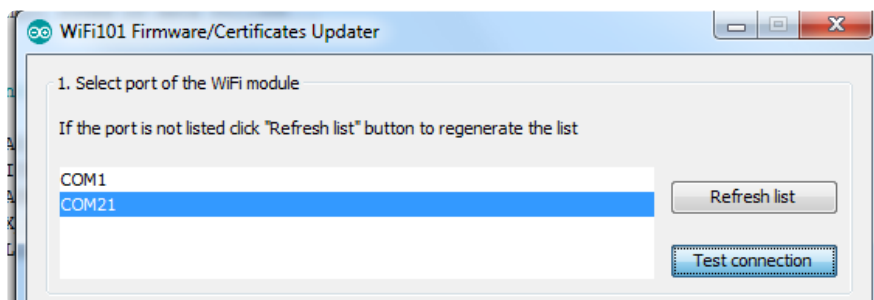 WiFi101 Firmware/Certificates Updater
1. Select port of the WiFi module
If the port is not listed click "Refresh list" button to regenerate the list
COM1
COM21
Refresh list
Test connection